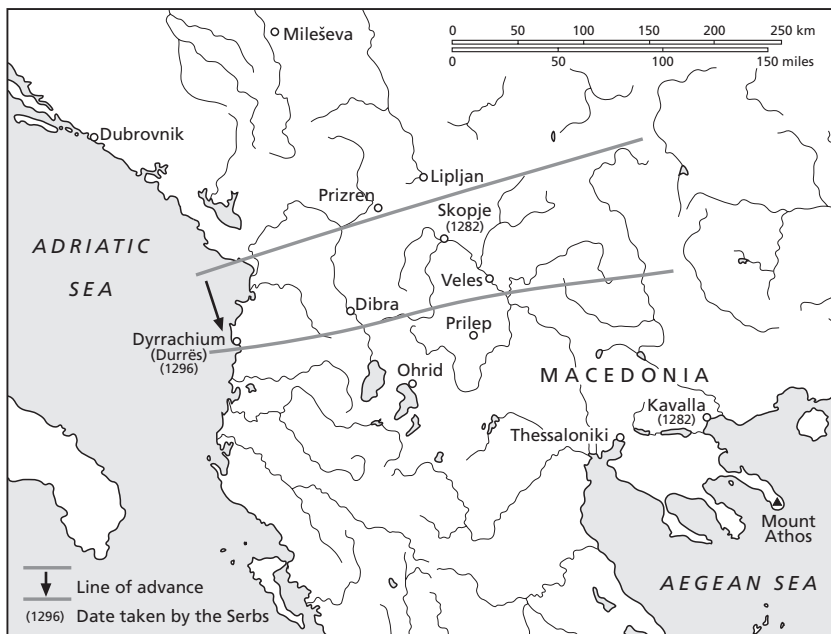 Mileševa
0 50 100 150 200 250 km
0 50 100 150 miles
Dubrovnik
Lipljan
Prizren
Skopje
(1282)
ADRIATIC
SEA
Veles
Dibra
Dyrrachium
(Durrës)
(1296)
Prilep
Ohrid
MACEDONIA
Kavalla
(1282)
Thessaloniki
Mount
Athos
AEGEAN SEA
Line of advance
(1296) Date taken by the Serbs